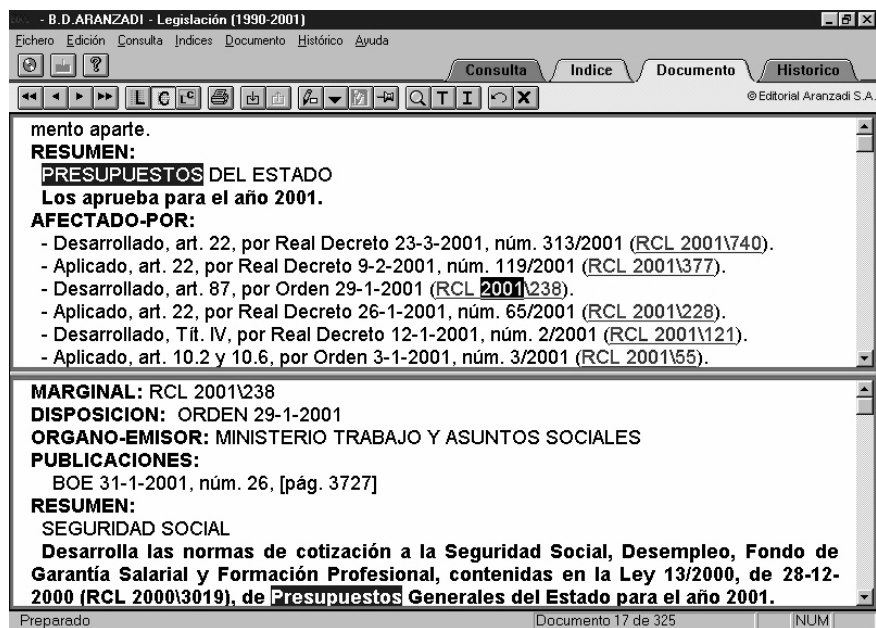 - B.D.ARANZADI - Legislación (1990-2001)
Fichero Edición Consulta Indices Documento Histórico Ayuda
Consulta Indice Documento Historico
L C LC T I X
© Editorial Aranzadi S.A.
mento aparte.
RESUMEN:
PRESUPUESTOS DEL ESTADO
Los aprueba para el año 2001.
AFECTADO-POR:
- Desarrollado, art. 22, por Real Decreto 23-3-2001, núm. 313/2001 (RCL 2001\740).
- Aplicado, art. 22, por Real Decreto 9-2-2001, núm. 119/2001 (RCL 2001\377).
- Desarrollado, art. 87, por Orden 29-1-2001 (RCL 2001\238).
- Aplicado, art. 22, por Real Decreto 26-1-2001, núm. 65/2001 (RCL 2001\228).
- Desarrollado, Tít. IV, por Real Decreto 12-1-2001, núm. 2/2001 (RCL 2001\121).
- Aplicado, art. 10.2 y 10.6, por Orden 3-1-2001, núm. 3/2001 (RCL 2001\55).
MARGINAL: RCL 2001\238
DISPOSICION: ORDEN 29-1-2001
ORGANO-EMISOR: MINISTERIO TRABAJO Y ASUNTOS SOCIALES
PUBLICACIONES:
BOE 31-1-2001, núm. 26, [pág. 3727]
RESUMEN:
SEGURIDAD SOCIAL
Desarrolla las normas de cotización a la Seguridad Social, Desempleo, Fondo de
Garantía Salarial y Formación Profesional, contenidas en la Ley 13/2000, de 28-12-
2000 (RCL 2000\3019), de Presupuestos Generales del Estado para el año 2001.
Preparado Documento 17 de 325 NUM